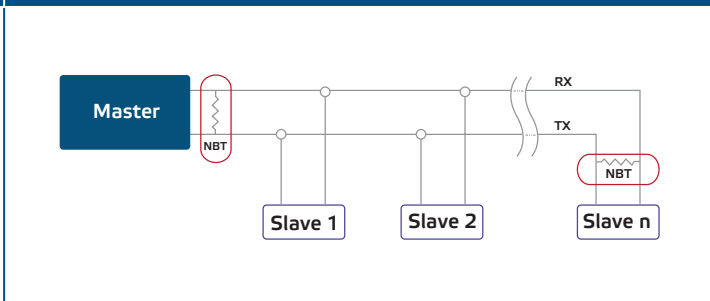 RX
Master
TX
NBT
NBT
Slave 1
Slave 2
Slave n